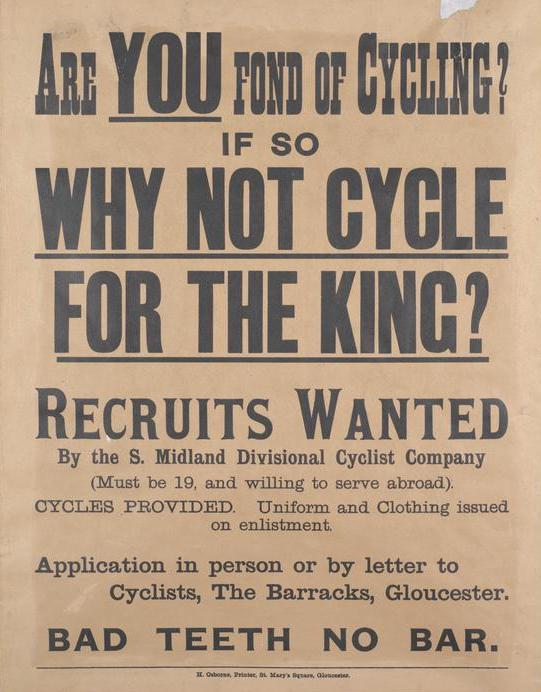 ARE YOU FOND OF CYCLING?
IF SO
WHY NOT CYCLE
FOR THE KING?
RECRUITS WANTED
By the S. Midland Divisional Cyclist Company
(Must be 19, and willing to serve abroad).
CYCLES PROVIDED. Uniform and Clothing issued
on enlistment.
Application in person or by letter to
Cyclists, The Barracks, Gloucester.
BAD TEETH NO BAR.
H. Osborne, Printer, St. Mary's Square, Gloucester.